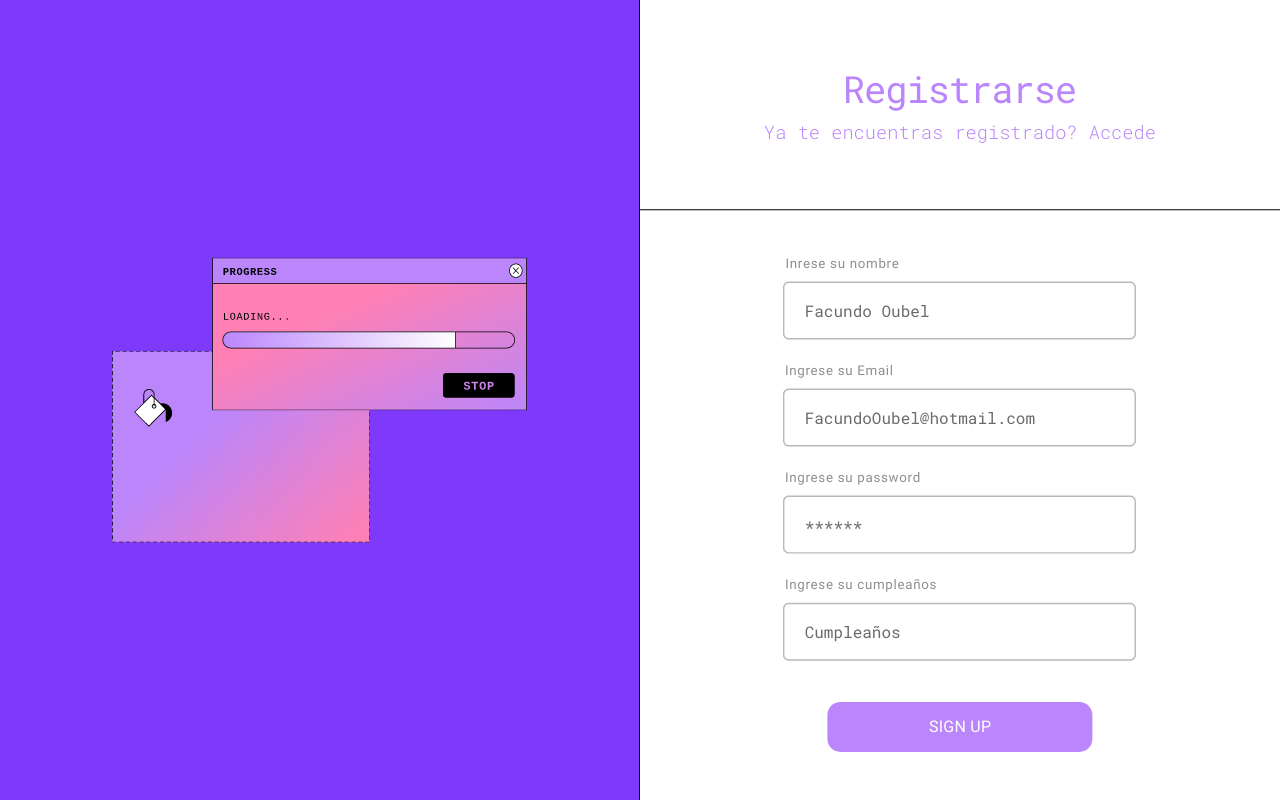 PROGRESS
LOADING...
STOP
Registrarse
Ya te encuentras registrado? Accede
Inrese su nombre
Facundo Oubel
Ingrese su Email
FacundoOubel@hotmail.com
Ingrese su password
******
Ingrese su cumpleaños
Cumpleaños
SIGN UP